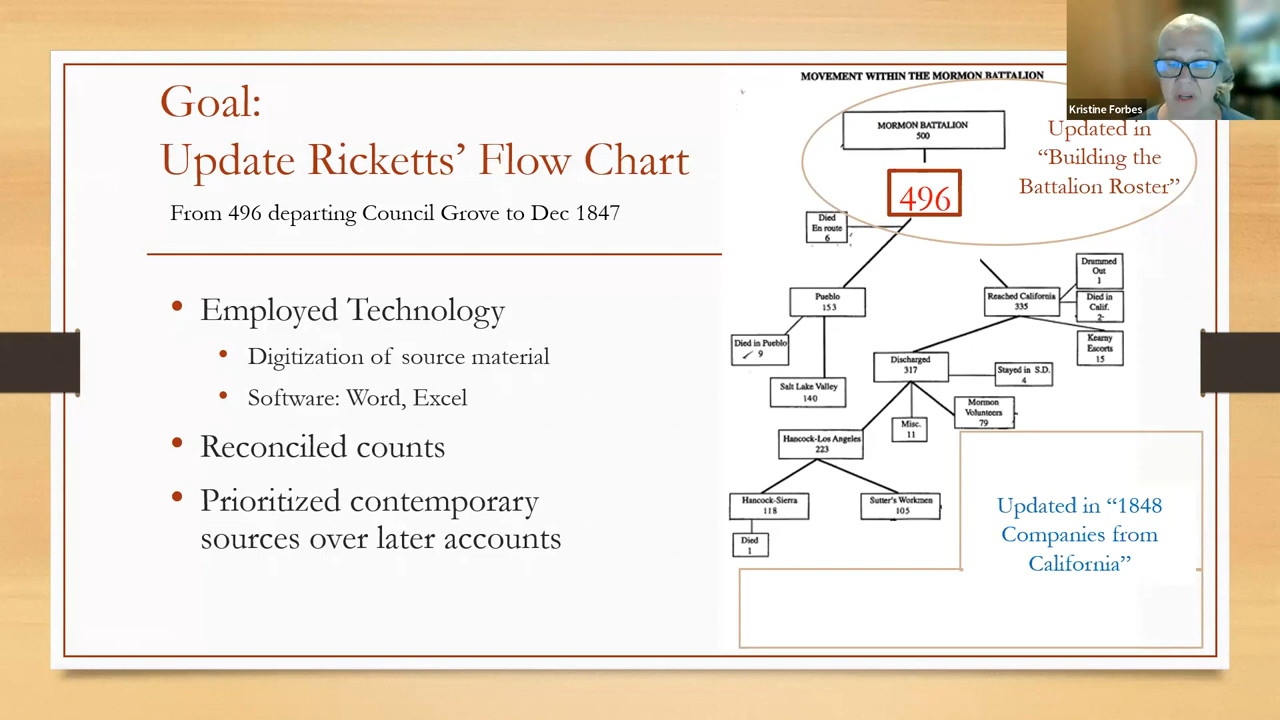 Goal:
Update Ricketts’ Flow Chart
From 496 departing Council Grove to Dec 1847
• Employed Technology
• Digitization of source material
• Software: Word, Excel
• Reconciled counts
• Prioritized contemporary
sources over later accounts
MOVEMENT WITHIN THE MORMON BATTALION
MORMON BATTALION
500
496
Updated in
“Building the
Battalion Roster”
Died
En route
6
Pueblo
153
Died in Pueblo
9
Salt Lake Valley
140
Reached California
335
Drummed
Out
1
Died in
Calif.
2
Kearny
Escorts
15
Discharged
317
Stayed in S.D.
4
Mormon
Volunteers
79
Misc.
11
Hancock-Los Angeles
223
Hancock-Sierra
118
Sutter's Workmen
105
Died
1
Updated in “1848
Companies from
California”
Kristine Forbes